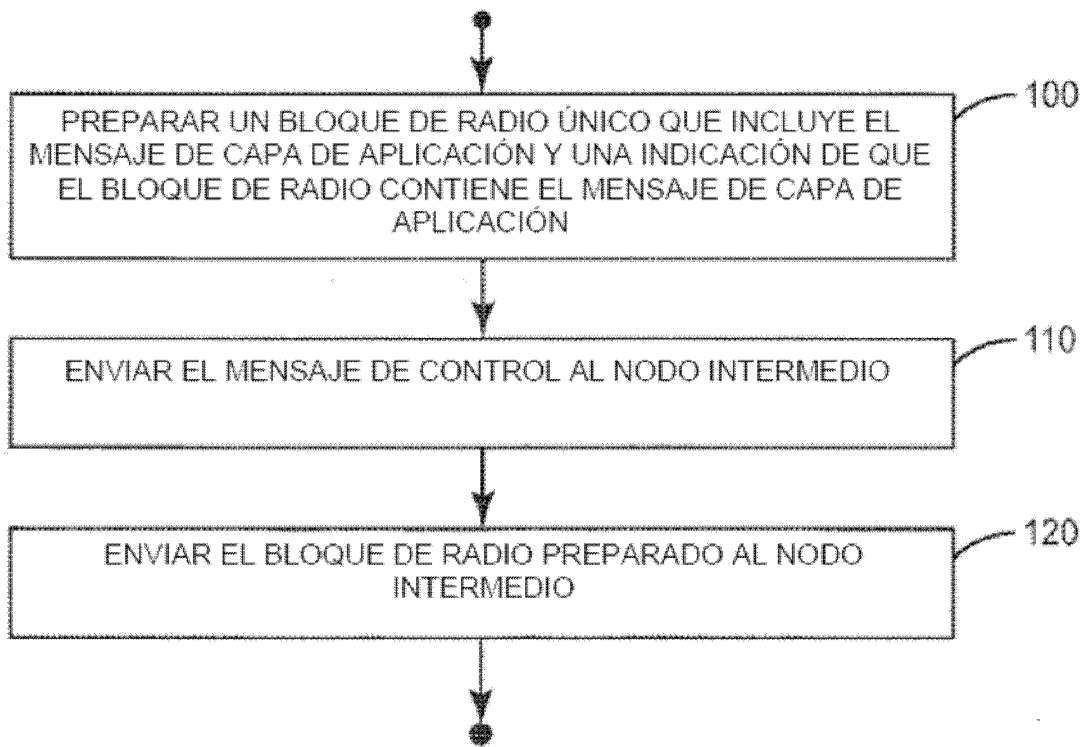 PREPARAR UN BLOQUE DE RADIO ÚNICO QUE INCLUYE EL
MENSAJE DE CAPA DE APLICACIÓN Y UNA INDICACIÓN DE QUE
EL BLOQUE DE RADIO CONTIENE EL MENSAJE DE CAPA DE
APLICACIÓN
100
ENVIAR EL MENSAJE DE CONTROL AL NODO INTERMEDIO
110
ENVIAR EL BLOQUE DE RADIO PREPARADO AL NODO
INTERMEDIO
120